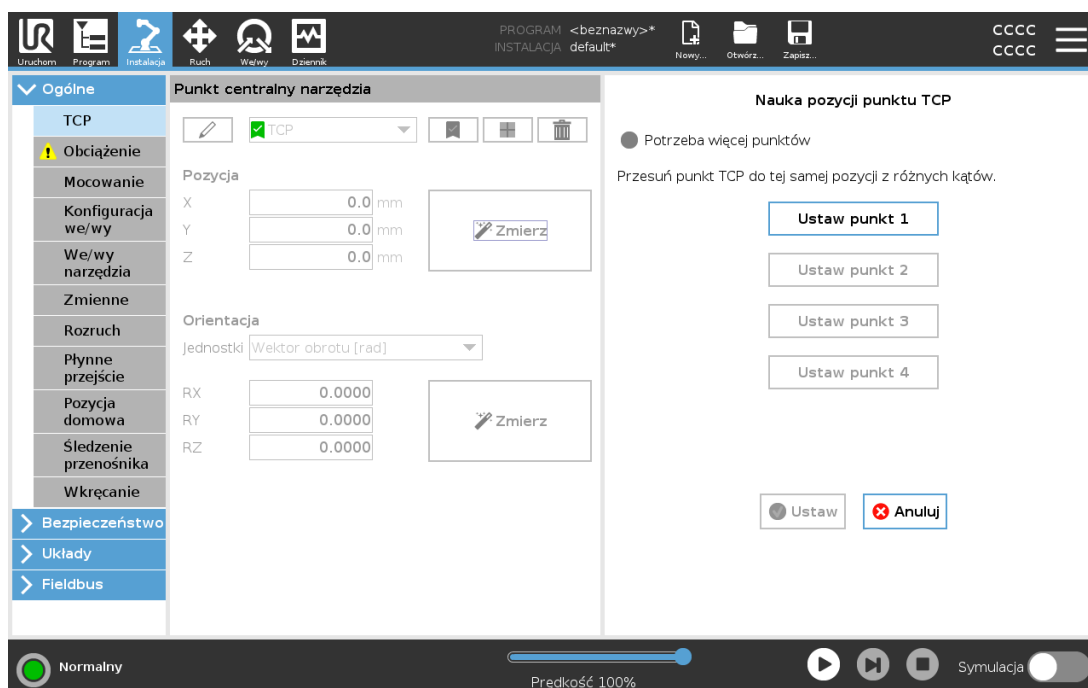 PROGRAM <beznazwy>*
INSTALACJA default*
CCCC
CCCC
UR
Uruchom Program Instalacja Ruch We/wy Dziennik Nowy... Otwórz... Zapisz...
Ogólne
TCP
Obciążenie
Mocowanie
Konfiguracja
we/wy
We/wy
narzędzia
Zmienne
Rozruch
Płynne
przejście
Pozycja
domowa
Śledzenie
przenośnika
Wkręcanie
Bezpieczeństwo
Układy
Fieldbus
Punkt centralny narzędzia
TCP
Pozycja
X 0.0 mm
Y 0.0 mm
Z 0.0 mm
Zmierz
Orientacja
Jednostki Wektor obrotu [rad]
RX 0.0000
RY 0.0000
RZ 0.0000
Zmierz
Nauka pozycji punktu TCP
Potrzeba więcej punktów
Przesuń punkt TCP do tej samej pozycji z różnych kątów.
Ustaw punkt 1
Ustaw punkt 2
Ustaw punkt 3
Ustaw punkt 4
Ustaw Anuluj
Normalny
Prędkość 100%
Symulacja